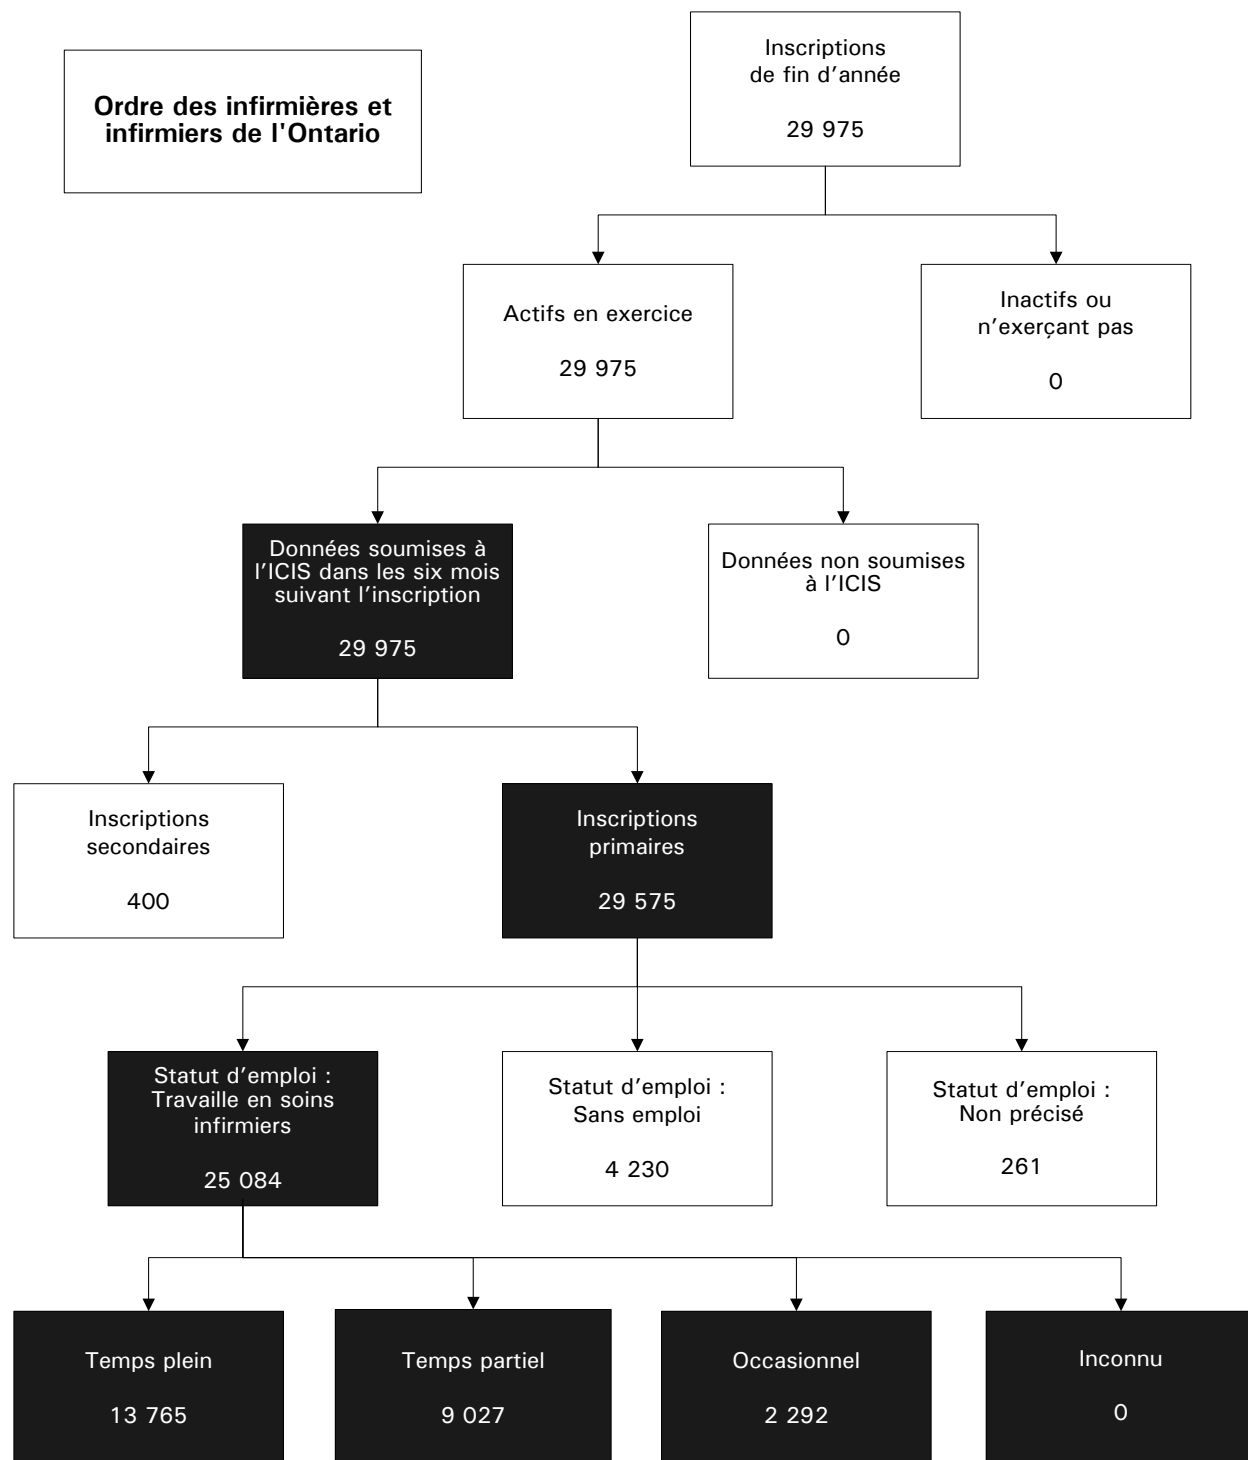 Ordre des infirmières et
infirmiers de l'Ontario
Inscriptions
de fin d’année
29 975
Actifs en exercice
29 975
Inactifs ou
n’exerçant pas
0
Données soumises à
l’ICIS dans les six mois
suivant l’inscription
29 975
Données non soumises
à l’ICIS
0
Inscriptions
secondaires
400
Inscriptions
primaires
29 575
Statut d’emploi :
Travaille en soins
infirmiers
25 084
Statut d’emploi :
Sans emploi
4 230
Statut d’emploi :
Non précisé
261
Temps plein
13 765
Temps partiel
9 027
Occasionnel
2 292
Inconnu
0